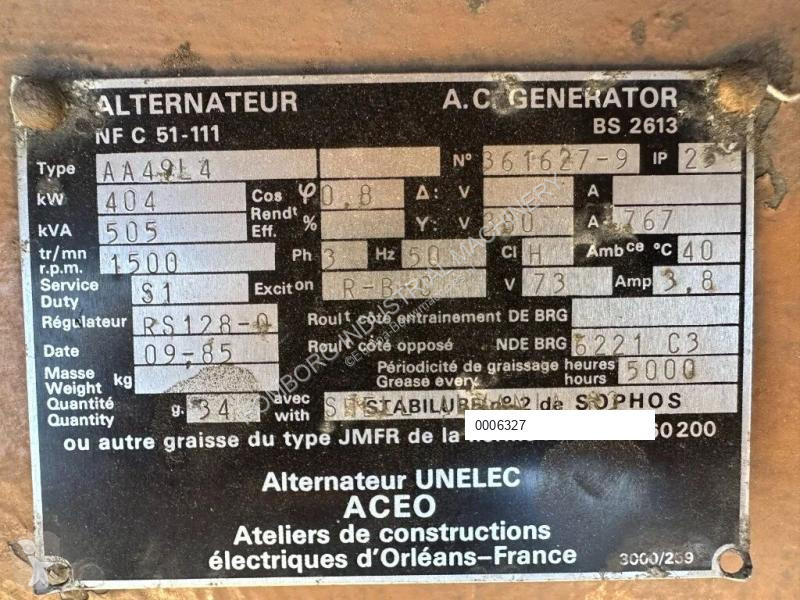 ALTERNATEUR A.C. GENERATOR
NF C 51-111 BS 2613
Type AA49L4 N° 361627-9 IP 23
kW 404 Cos φ 0,8 Δ: V A
kVA 505 Rendt Eff. % Y: V 380 A 767
tr/mn r.p.m. 1500 Ph 3 Hz 50 Cl H Ambce °C 40
Service Duty S1 Exciton V 73 Amp 3,8
Régulateur RS128-0 Roult côté entrainement DE BRG
Date 09-85 Roult côté opposé NDE BRG 6221 C3
Masse Weight kg Périodicité de graissage heures
Grease every hours 5000
Quantité Quantity g. 34 avec with STABILUBE n° 2 de SOPHOS
0006327
ou autre graisse du type JMFR de la 60200
Alternateur UNELEC
ACEO
Ateliers de constructions
électriques d'Orléans-France 3000/259